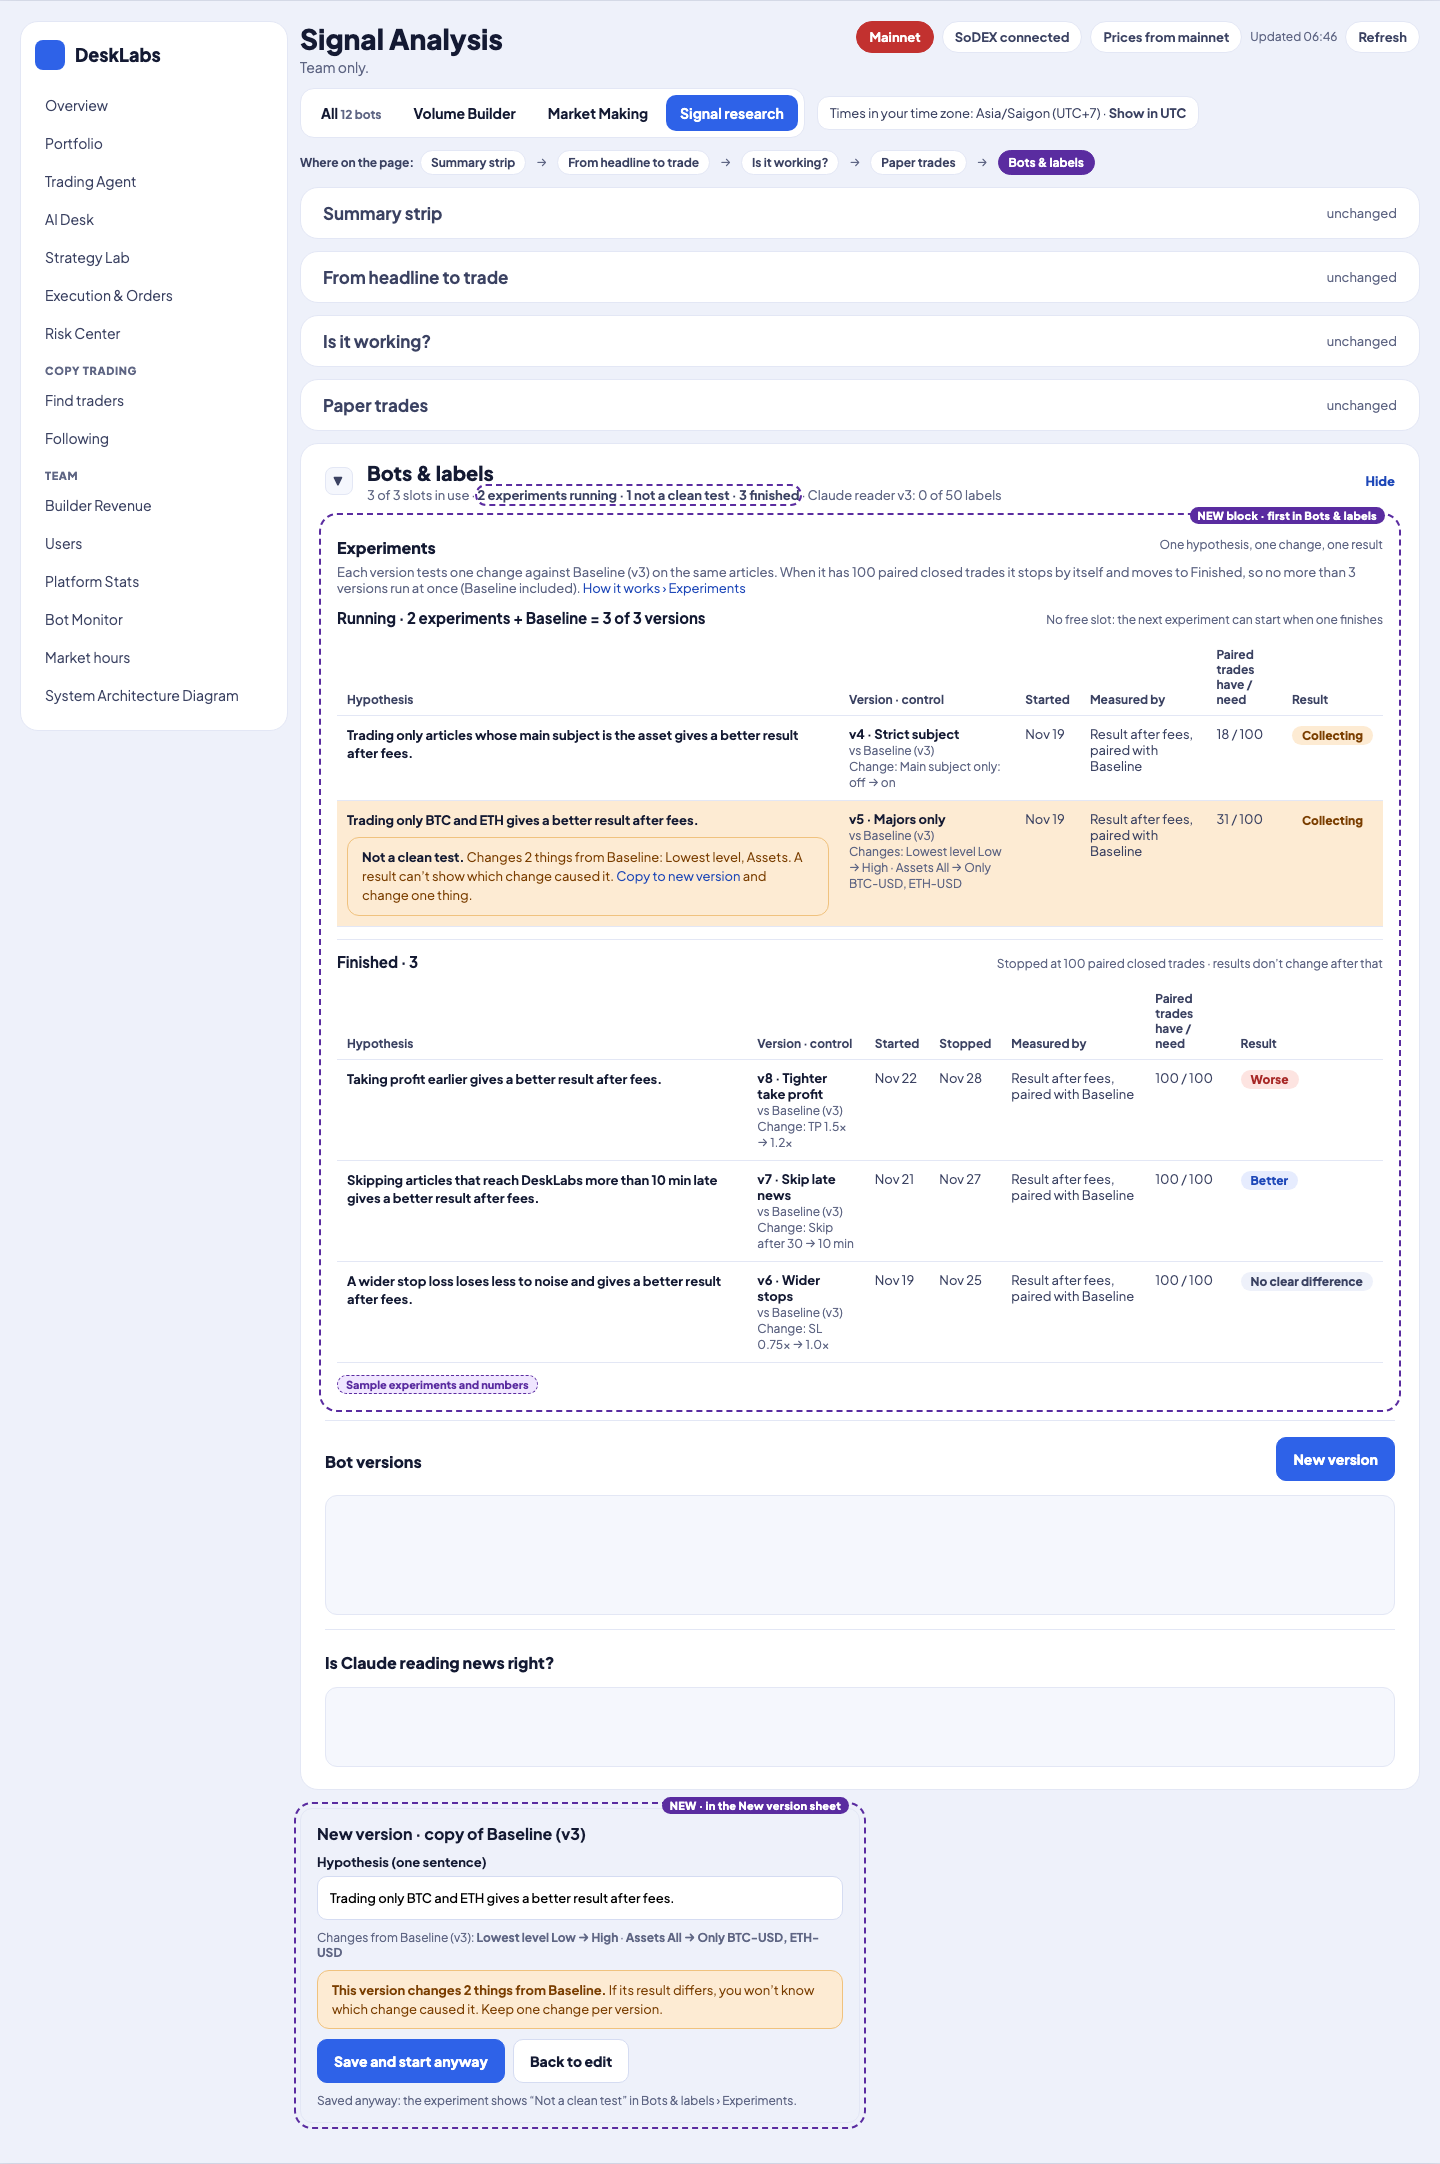 DeskLabs
Overview
Portfolio
Trading Agent
AI Desk
Strategy Lab
Execution & Orders
Risk Center
COPY TRADING
Find traders
Following
TEAM
Builder Revenue
Users
Platform Stats
Bot Monitor
Market hours
System Architecture Diagram
Signal Analysis
Team only.
Mainnet
SoDEX connected
Prices from mainnet
Updated 06:46
Refresh
All 12 bots
Volume Builder
Market Making
Signal research
Times in your time zone: Asia/Saigon (UTC+7) · Show in UTC
Where on the page: Summary strip → From headline to trade → Is it working? → Paper trades → Bots & labels
Summary strip unchanged
From headline to trade unchanged
Is it working? unchanged
Paper trades unchanged
▼ Bots & labels
3 of 3 slots in use · 2 experiments running · 1 not a clean test · 3 finished · Claude reader v3: 0 of 50 labels
Hide
NEW block · first in Bots & labels
Experiments
One hypothesis, one change, one result
Each version tests one change against Baseline (v3) on the same articles. When it has 100 paired closed trades it stops by itself and moves to Finished, so no more than 3
versions run at once (Baseline included). How it works › Experiments
Running · 2 experiments + Baseline = 3 of 3 versions
No free slot: the next experiment can start when one finishes
Hypothesis
Version · control
Started
Measured by
Paired
trades
have /
need
Result
Trading only articles whose main subject is the asset gives a better result
after fees.
v4 · Strict subject
vs Baseline (v3)
Change: Main subject only:
off → on
Nov 19
Result after fees,
paired with
Baseline
18 / 100
Collecting
Trading only BTC and ETH gives a better result after fees.
Not a clean test. Changes 2 things from Baseline: Lowest level, Assets. A
result can't show which change caused it. Copy to new version and
change one thing.
v5 · Majors only
vs Baseline (v3)
Changes: Lowest level Low
→ High · Assets All → Only
BTC-USD, ETH-USD
Nov 19
Result after fees,
paired with
Baseline
31 / 100
Collecting
Finished · 3
Stopped at 100 paired closed trades · results don't change after that
Hypothesis
Version · control
Started
Stopped
Measured by
Paired
trades
have /
need
Result
Taking profit earlier gives a better result after fees.
v8 · Tighter
take profit
vs Baseline (v3)
Change: TP 1.5×
→ 1.2×
Nov 22
Nov 28
Result after fees,
paired with Baseline
100 / 100
Worse
Skipping articles that reach DeskLabs more than 10 min late
gives a better result after fees.
v7 · Skip late
news
vs Baseline (v3)
Change: Skip
after 30 → 10 min
Nov 21
Nov 27
Result after fees,
paired with Baseline
100 / 100
Better
A wider stop loss loses less to noise and gives a better result
after fees.
v6 · Wider
stops
vs Baseline (v3)
Change: SL
0.75× → 1.0×
Nov 19
Nov 25
Result after fees,
paired with Baseline
100 / 100
No clear difference
Sample experiments and numbers
Bot versions
New version
Is Claude reading news right?
NEW · in the New version sheet
New version · copy of Baseline (v3)
Hypothesis (one sentence)
Trading only BTC and ETH gives a better result after fees.
Changes from Baseline (v3): Lowest level Low → High · Assets All → Only BTC-USD, ETH-
USD
This version changes 2 things from Baseline. If its result differs, you won't know
which change caused it. Keep one change per version.
Save and start anyway
Back to edit
Saved anyway: the experiment shows "Not a clean test" in Bots & labels › Experiments.